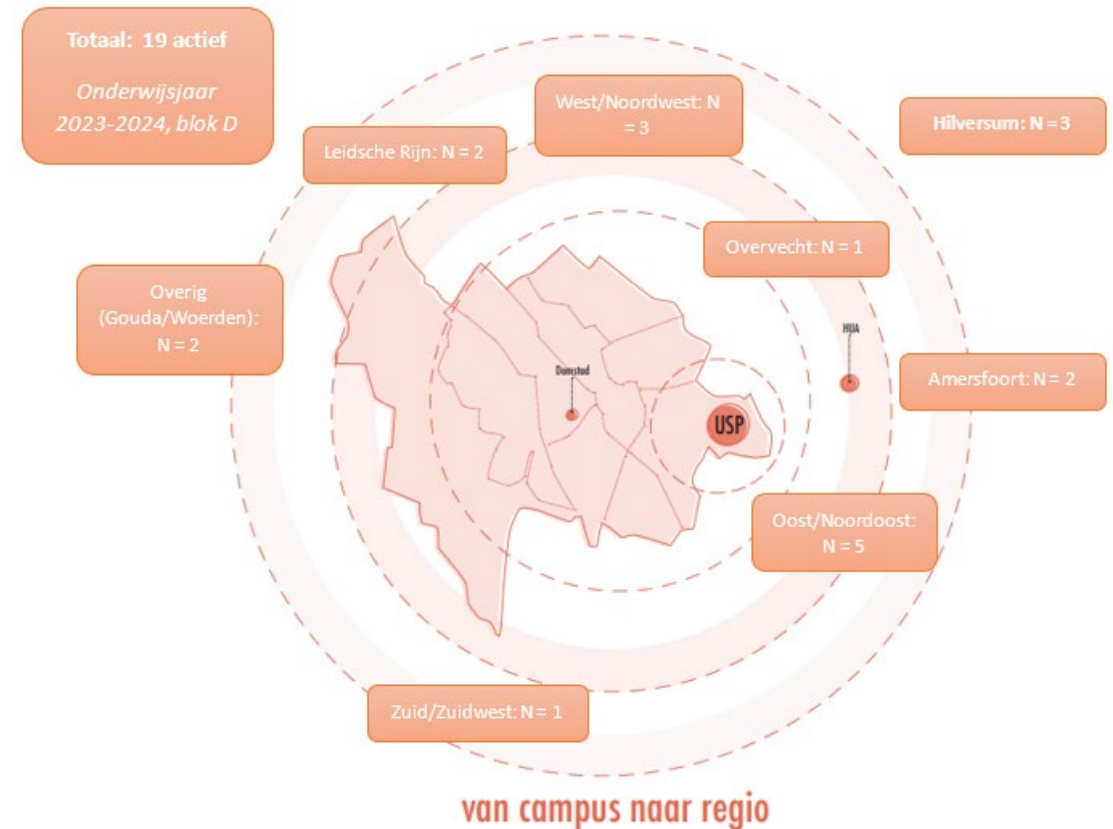 Totaal: 19 actief
Onderwijsjaar
2023-2024, blok D
West/Noordwest: N
= 3
Hilversum: N = 3
Leidsche Rijn: N = 2
Overvecht: N = 1
Overig
(Gouda/Woerden):
N = 2
HUA
Amersfoort: N = 2
Domstad
USP
Oost/Noordoost:
N = 5
Zuid/Zuidwest: N = 1
van campus naar regio